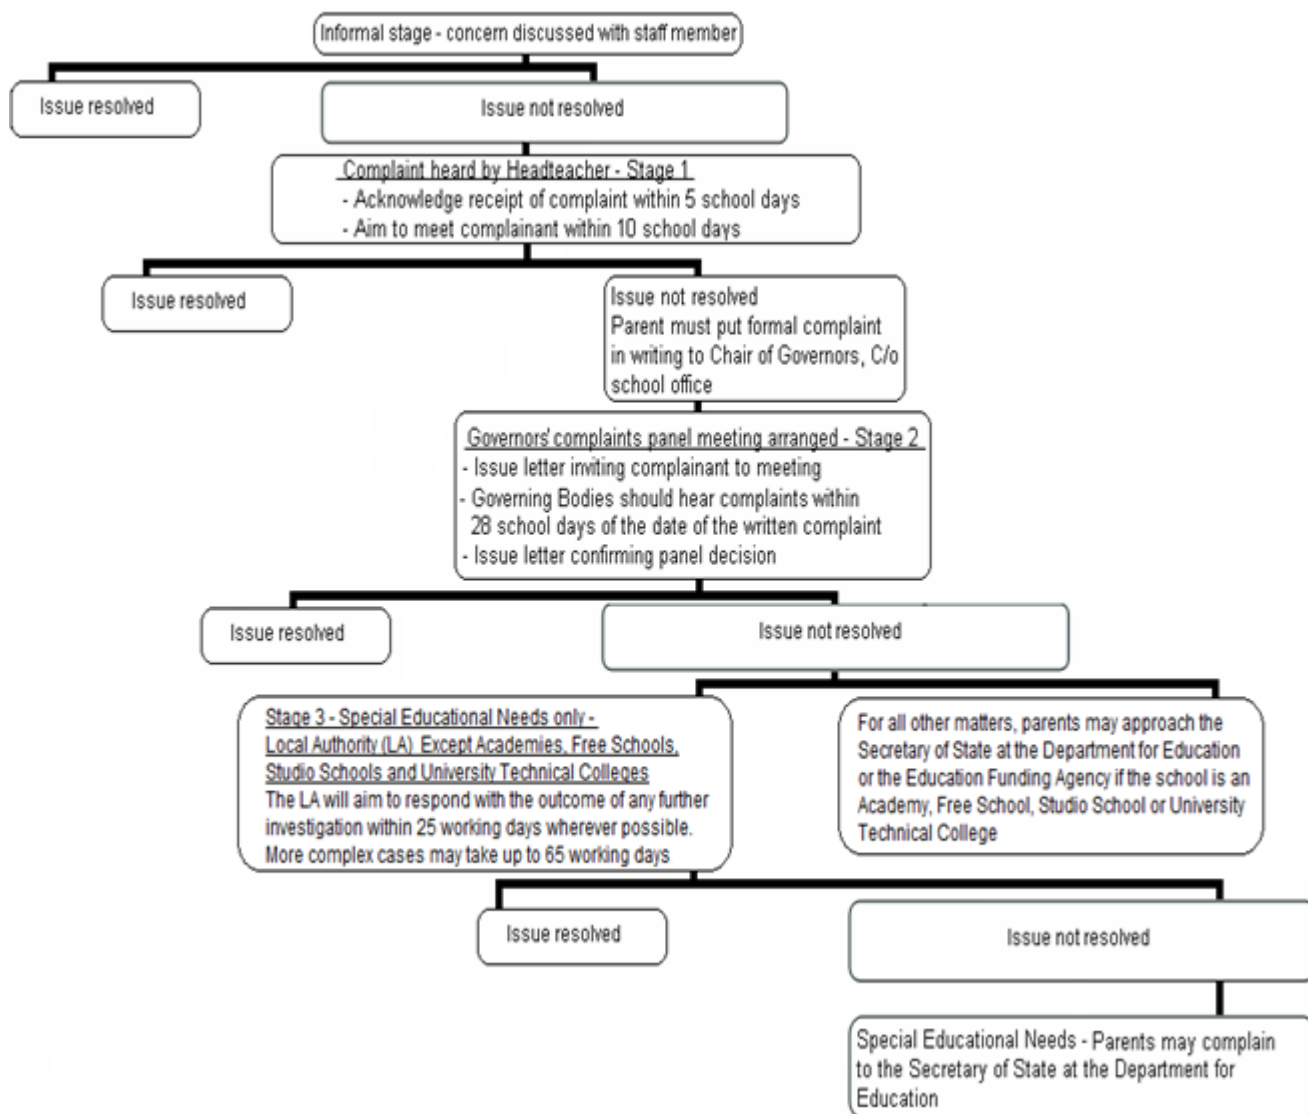 Informal stage - concern discussed with staff member
Issue resolved
Issue not resolved
Complaint heard by Headteacher - Stage 1
- Acknowledge receipt of complaint within 5 school days
- Aim to meet complainant within 10 school days
Issue resolved
Issue not resolved
Parent must put formal complaint
in writing to Chair of Governors, C/o
school office
Governors' complaints panel meeting arranged - Stage 2
- Issue letter inviting complainant to meeting
- Governing Bodies should hear complaints within
28 school days of the date of the written complaint
- Issue letter confirming panel decision
Issue resolved
Issue not resolved
Stage 3 - Special Educational Needs only -
Local Authority (LA) Except Academies, Free Schools,
Studio Schools and University Technical Colleges
The LA will aim to respond with the outcome of any further
investigation within 25 working days wherever possible.
More complex cases may take up to 65 working days
For all other matters, parents may approach the
Secretary of State at the Department for Education
or the Education Funding Agency if the school is an
Academy, Free School, Studio School or University
Technical College
Issue resolved
Issue not resolved
Special Educational Needs - Parents may complain
to the Secretary of State at the Department for
Education